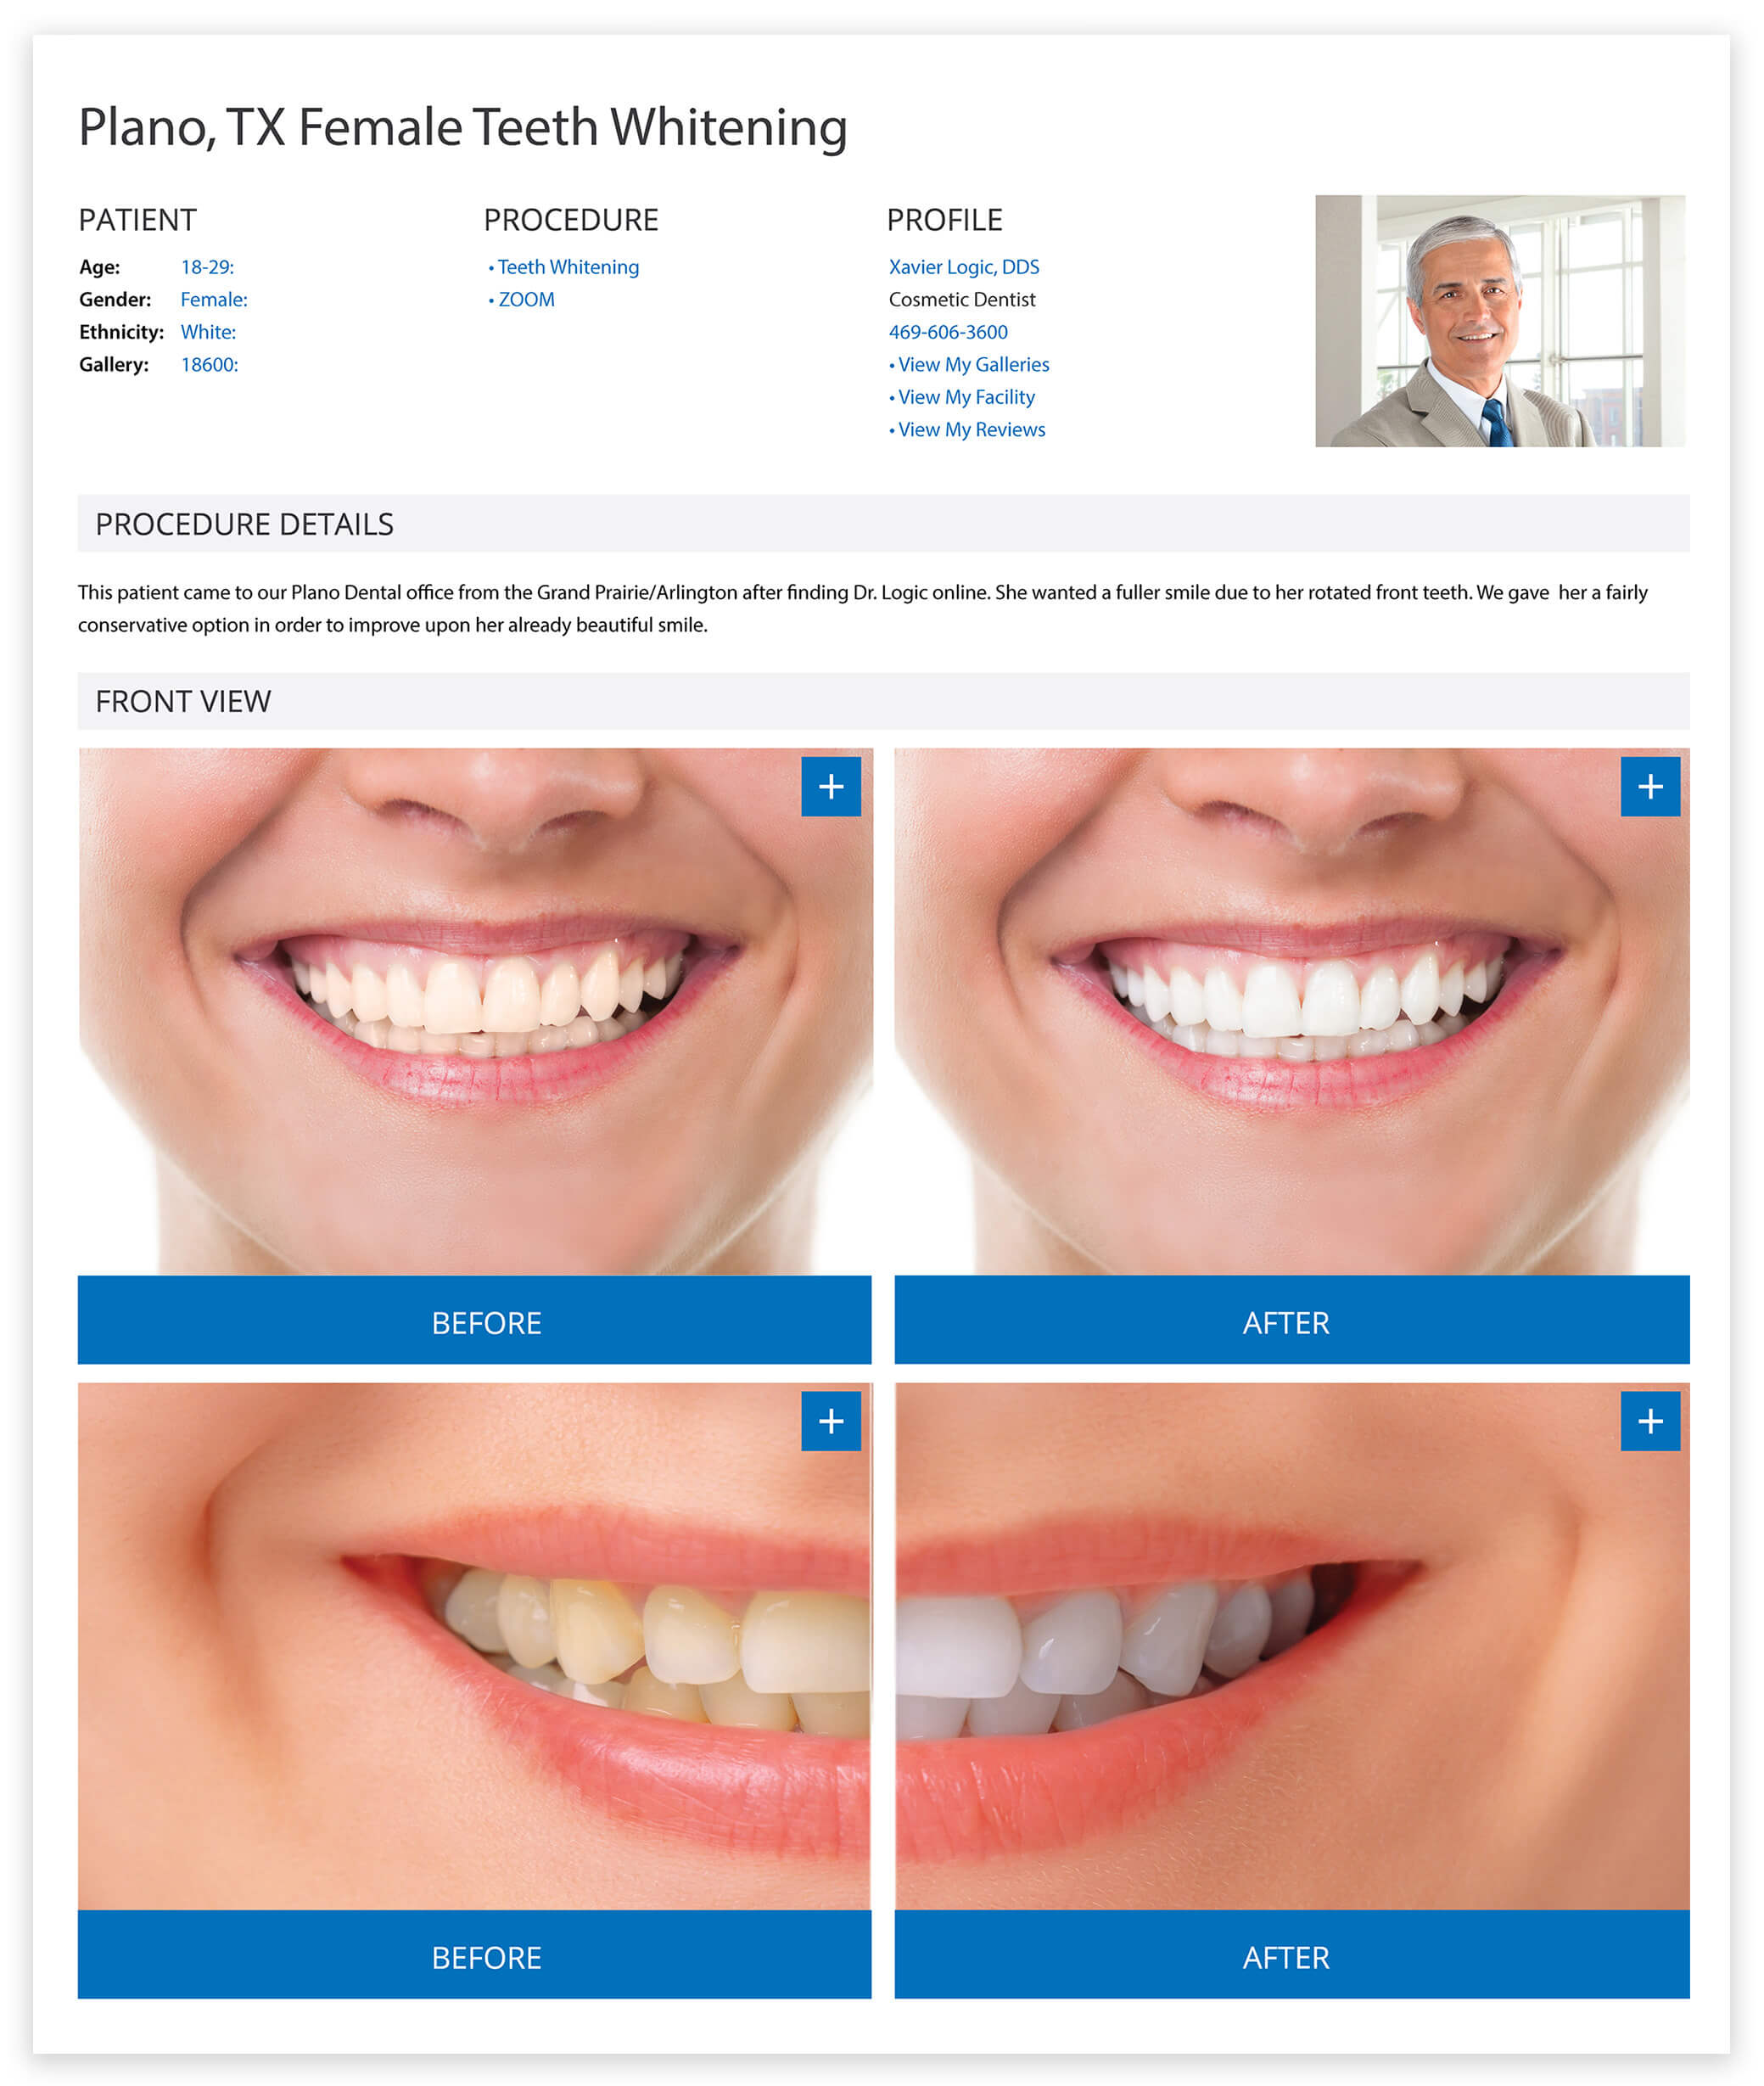 Plano, TX Female Teeth Whitening
PATIENT
Age: 18-29:
Gender: Female:
Ethnicity: White:
Gallery: 18600:
PROCEDURE
• Teeth Whitening
• ZOOM
PROFILE
Xavier Logic, DDS
Cosmetic Dentist
469-606-3600
• View My Galleries
• View My Facility
• View My Reviews
PROCEDURE DETAILS
This patient came to our Plano Dental office from the Grand Prairie/Arlington after finding Dr. Logic online. She wanted a fuller smile due to her rotated front teeth. We gave  her a fairly
conservative option in order to improve upon her already beautiful smile.
FRONT VIEW
+
+
BEFORE
AFTER
+
+
BEFORE
AFTER